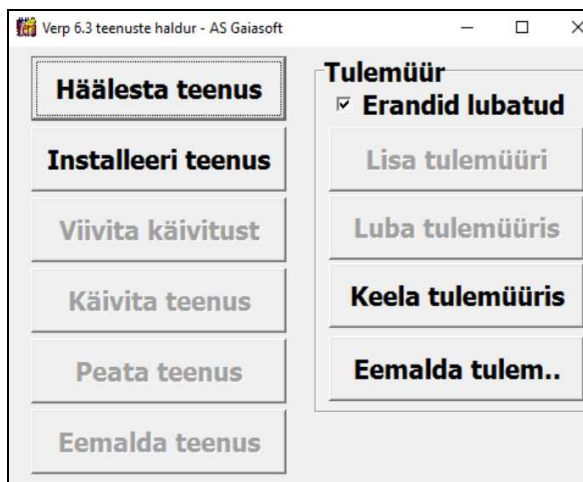 Verp 6.3 teenuste haldur - AS Gaiasoft
Häälesta teenus
Installeeri teenus
Viivita käivitust
Käivita teenus
Peata teenus
Eemalda teenus
Tulemüür
Erandid lubatud
Lisa tulemüüri
Luba tulemüüris
Keela tulemüüris
Eemalda tulem..